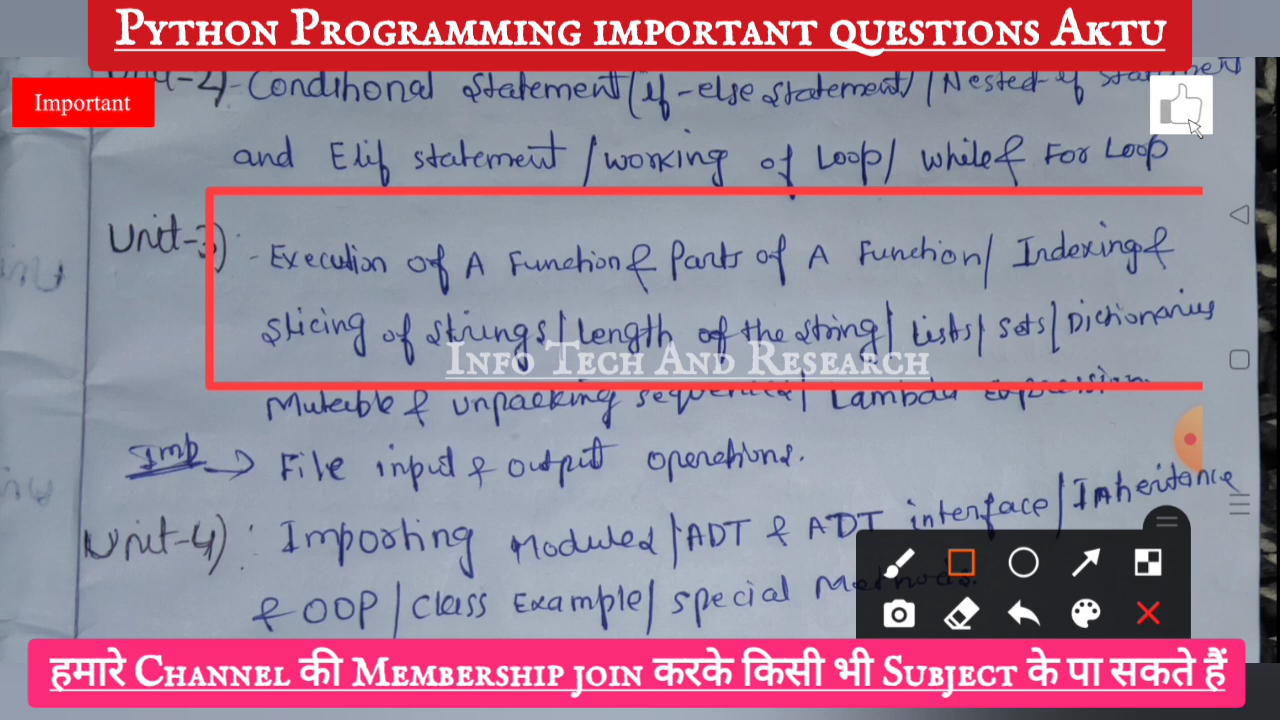 Python Programming important questions Aktu
Important
Unit-2) - Conditional Statement / if-else statement / Nested-if statement
and Elif statement / working of Loop / while & For Loop
Unit-3) - Execution of A Function & Parts of A Function / Indexing &
slicing of strings / Length of the string / Lists / sets / Dictionaries
Info Tech And Research
Mutable & unpacking sequences / Lambda expression
Imp → File input & output operations.
Unit-4) : Importing Modules / ADT & ADT interface / Inheritance
& OOP / Class Example / special Methods.
हमारे Channel की Membership join करके किसी भी Subject के पा सकते हैं